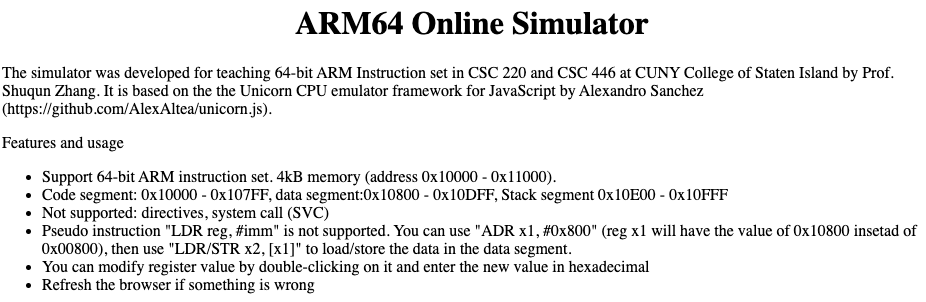 ARM64 Online Simulator
The simulator was developed for teaching 64-bit ARM Instruction set in CSC 220 and CSC 446 at CUNY College of Staten Island by Prof.
Shuqun Zhang. It is based on the the Unicorn CPU emulator framework for JavaScript by Alexandro Sanchez
(https://github.com/AlexAltea/unicorn.js).
Features and usage
• Support 64-bit ARM instruction set. 4kB memory (address 0x10000 - 0x11000).
• Code segment: 0x10000 - 0x107FF, data segment:0x10800 - 0x10DFF, Stack segment 0x10E00 - 0x10FFF
• Not supported: directives, system call (SVC)
• Pseudo instruction "LDR reg, #imm" is not supported. You can use "ADR x1, #0x800" (reg x1 will have the value of 0x10800 insetad of
0x00800), then use "LDR/STR x2, [x1]" to load/store the data in the data segment.
• You can modify register value by double-clicking on it and enter the new value in hexadecimal
• Refresh the browser if something is wrong